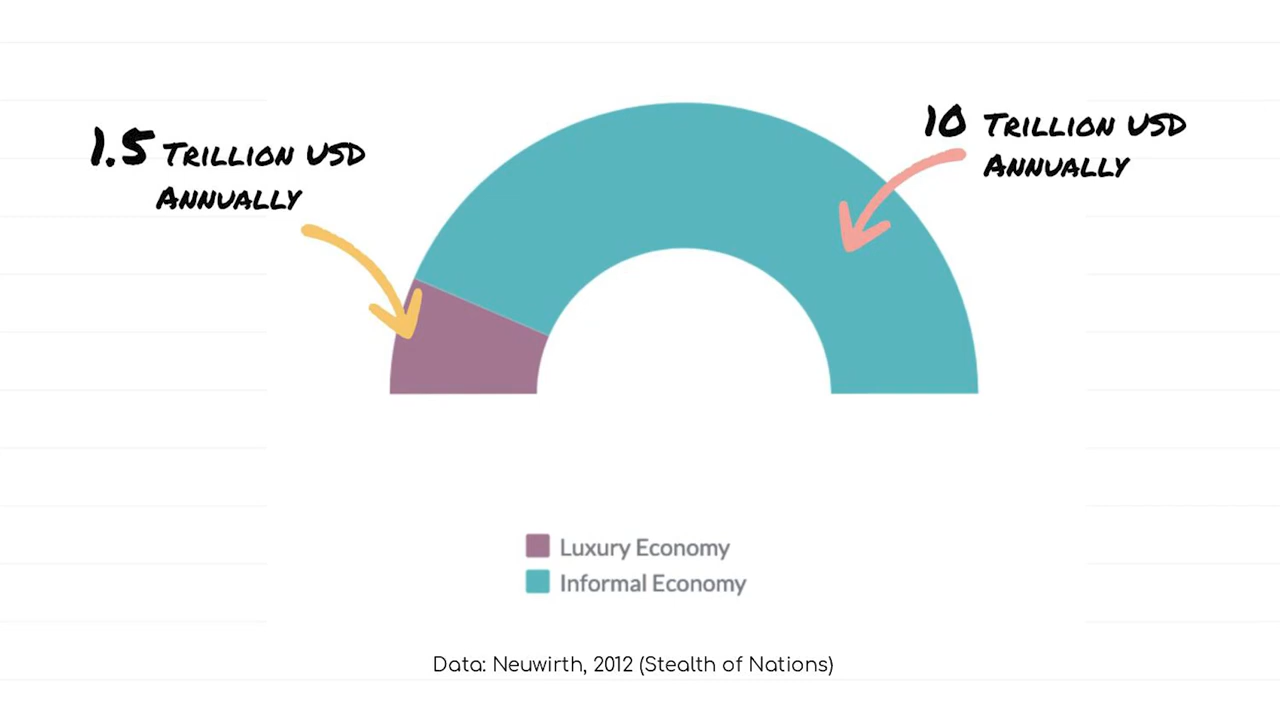 1.5 TRILLION USD
ANNUALLY
10 TRILLION USD
ANNUALLY
Luxury Economy
Informal Economy
Data: Neuwirth, 2012 (Stealth of Nations)